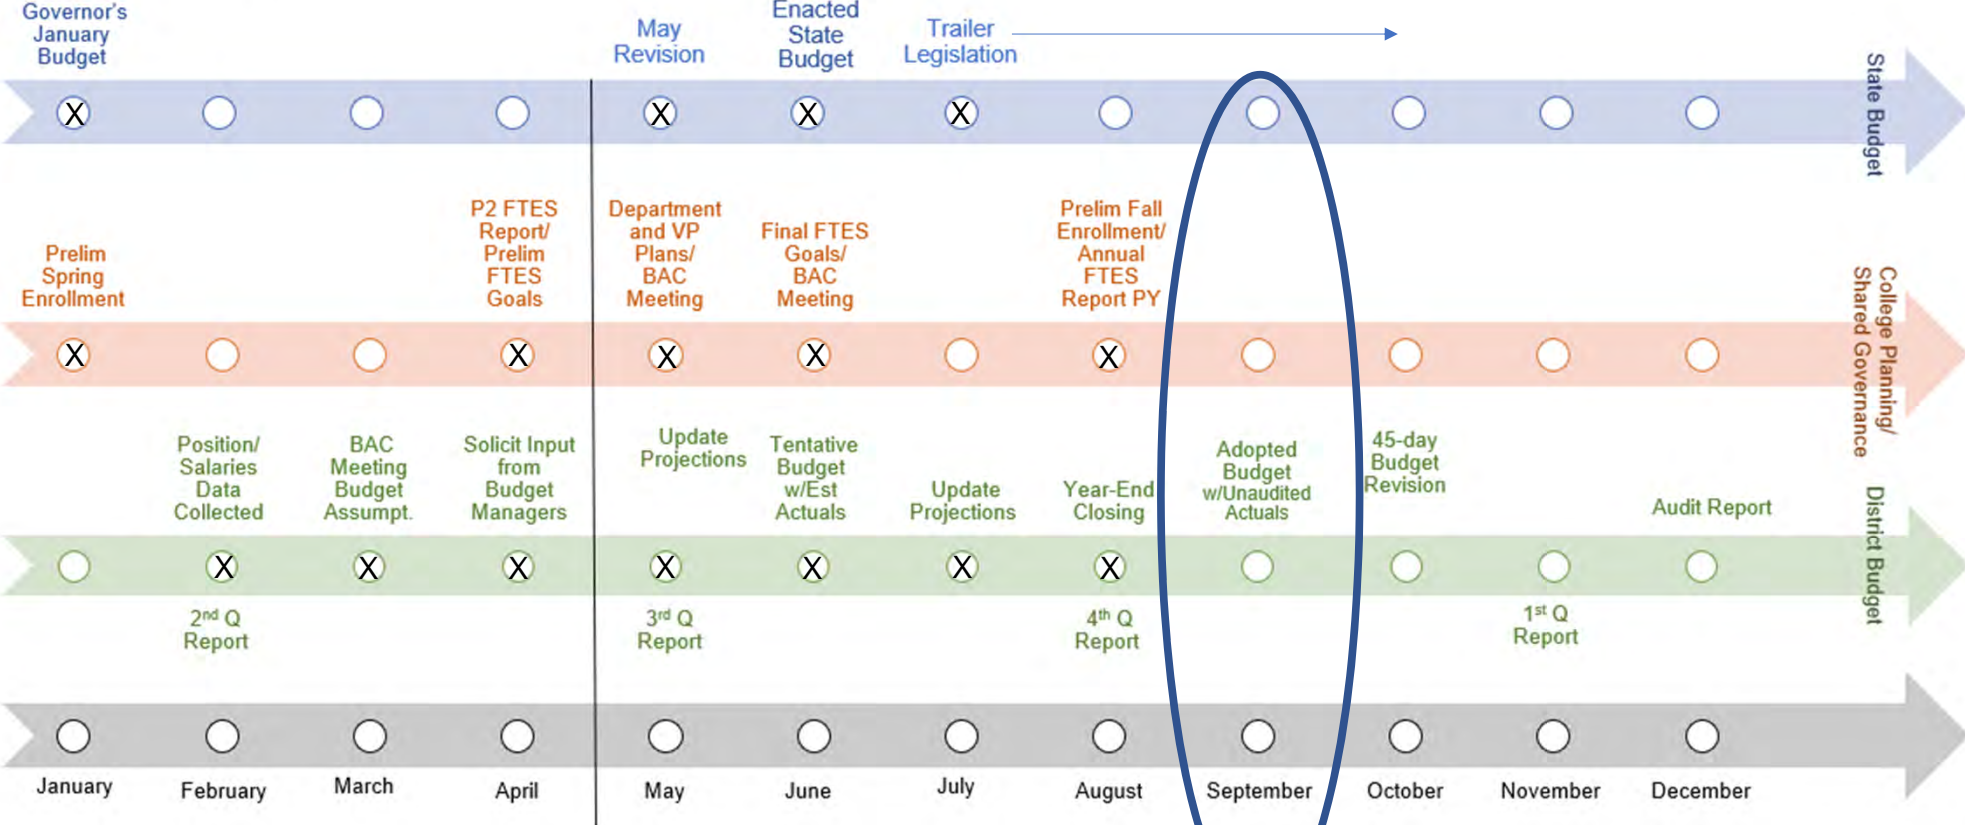 Governor's
January
Budget
May
Revision
Enacted
State
Budget
Trailer
Legislation
X
X
X
X
State Budget
Prelim
Spring
Enrollment
P2 FTES
Report/
Prelim
FTES
Goals
Department
and VP
Plans/
BAC
Meeting
Final FTES
Goals/
BAC
Meeting
Prelim Fall
Enrollment/
Annual
FTES
Report PY
X
X
X
X
X
College Planning/
Shared Governance
Position/
Salaries
Data
Collected
BAC
Meeting
Budget
Assumpt.
Solicit Input
from
Budget
Managers
Update
Projections
Tentative
Budget
w/Est
Actuals
Update
Projections
Year-End
Closing
Adopted
Budget
w/Unaudited
Actuals
45-day
Budget
Revision
Audit Report
X
X
X
X
X
X
X
District Budget
2nd Q
Report
3rd Q
Report
4th Q
Report
1st Q
Report
January
February
March
April
May
June
July
August
September
October
November
December